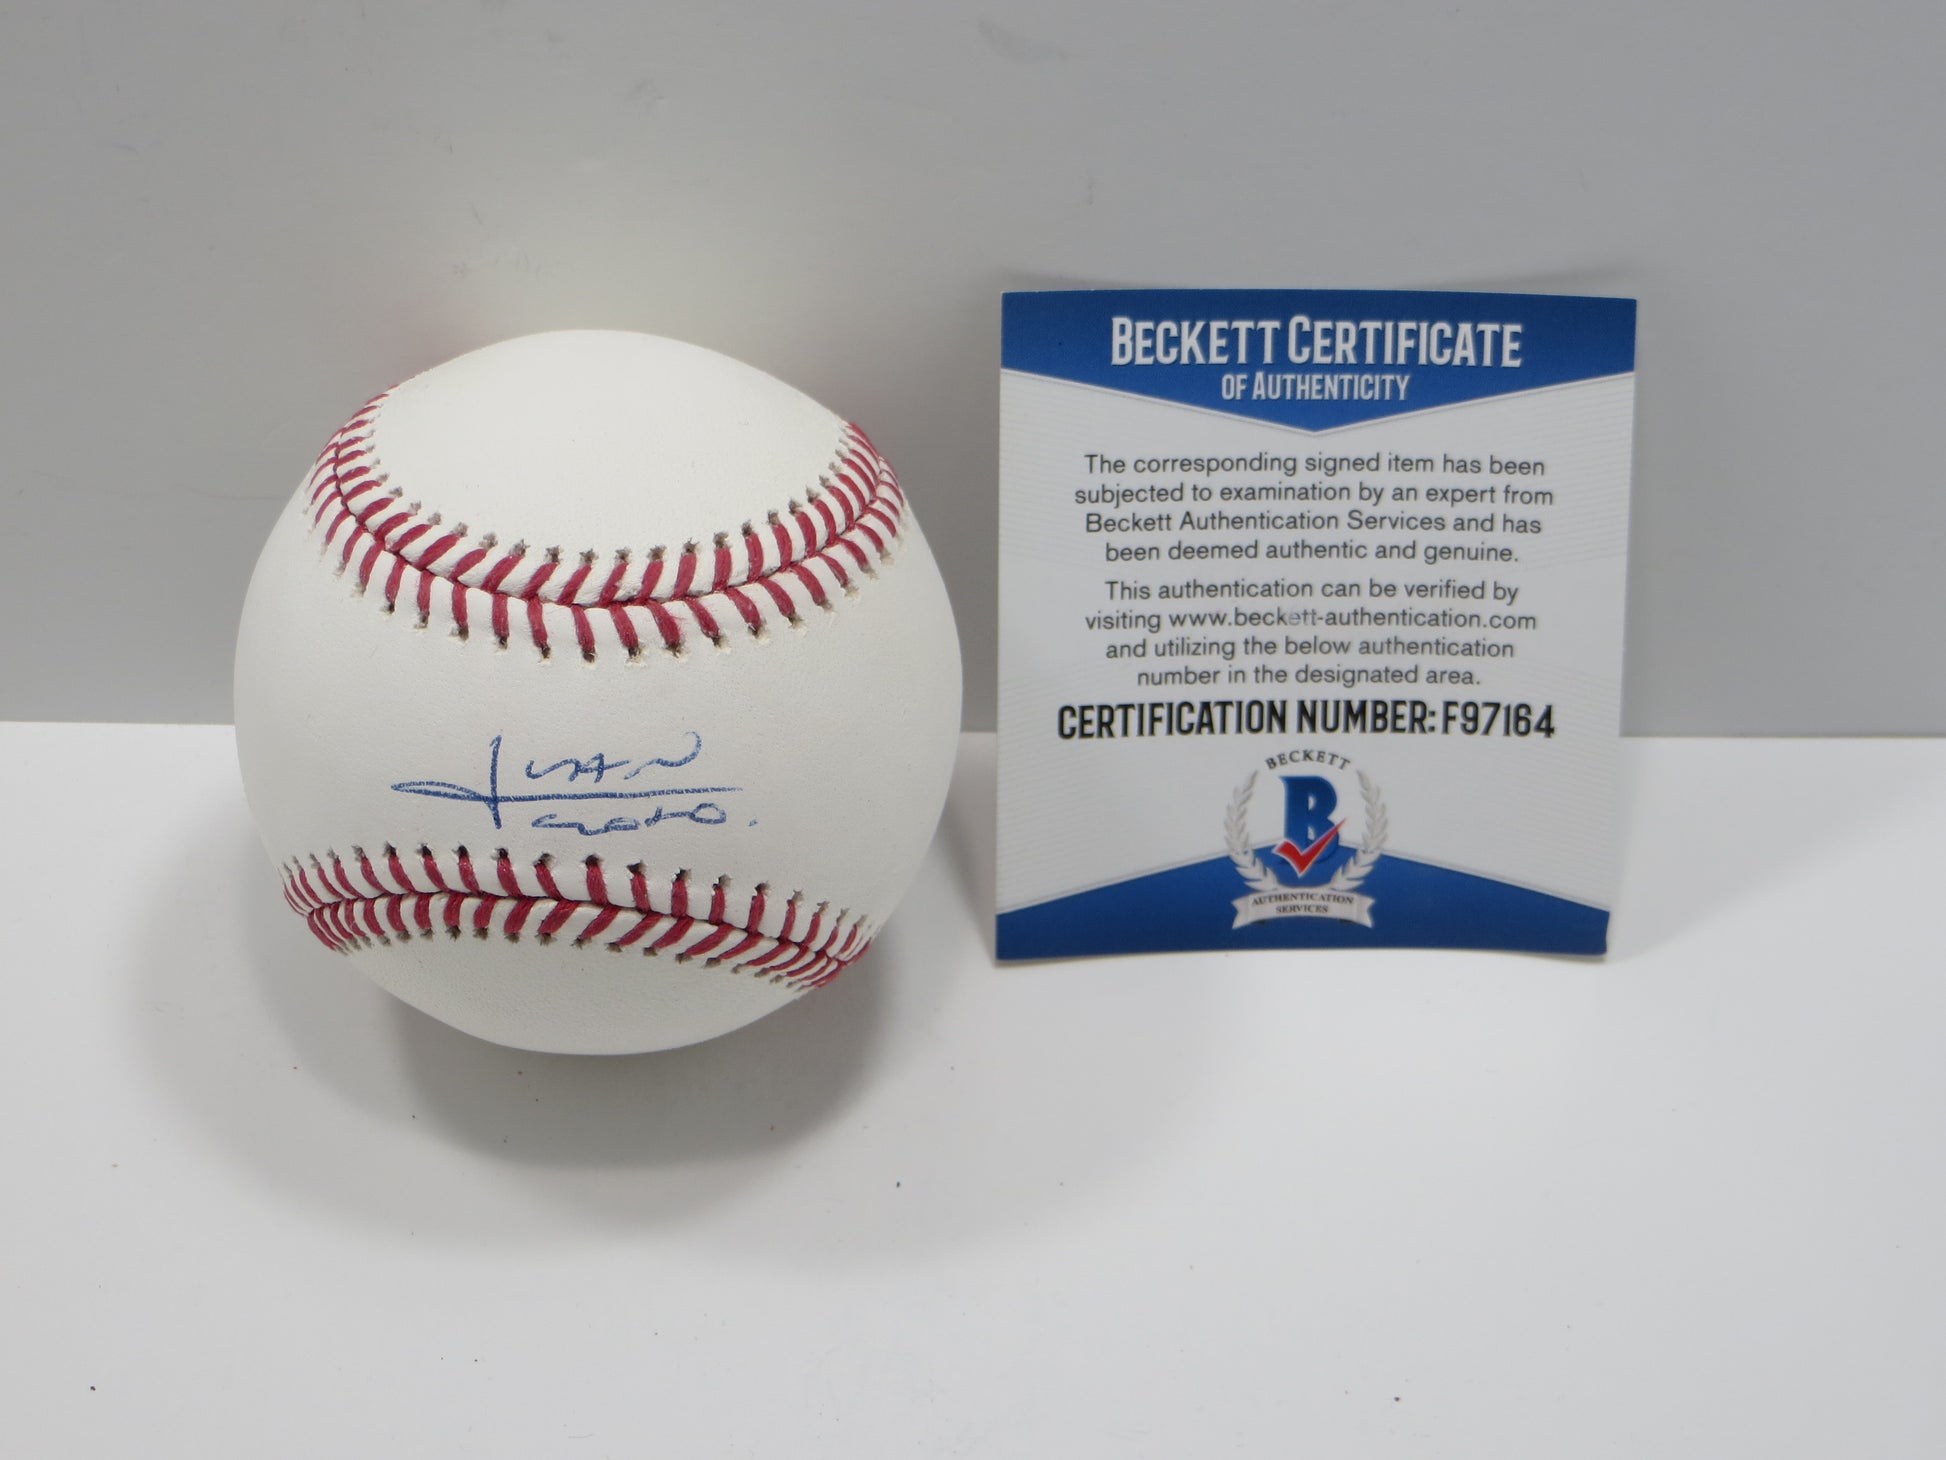 Juan
Soto.
BECKETT CERTIFICATE
OF AUTHENTICITY
The corresponding signed item has been
subjected to examination by an expert from
Beckett Authentication Services and has
been deemed authentic and genuine.
This authentication can be verified by
visiting www.beckett-authentication.com
and utilizing the below authentication
number in the designated area.
CERTIFICATION NUMBER: F97164
BECKETT
B
AUTHENTICATION
SERVICES